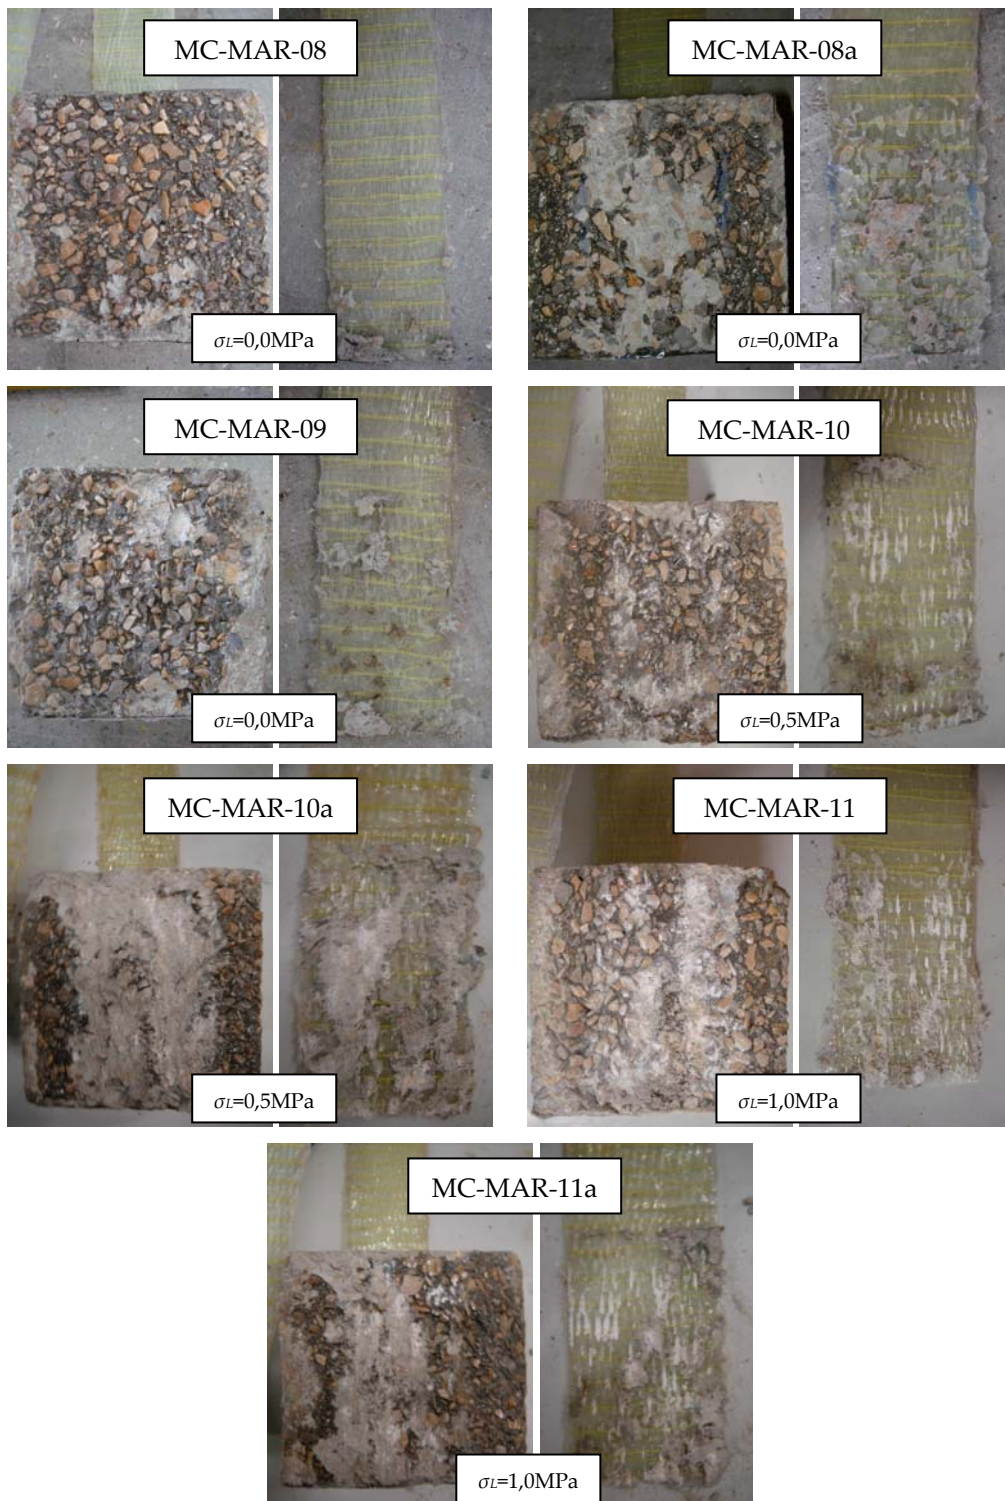 MC-MAR-08
σL=0,0MPa
MC-MAR-08a
σL=0,0MPa
MC-MAR-09
σL=0,0MPa
MC-MAR-10
σL=0,5MPa
MC-MAR-10a
σL=0,5MPa
MC-MAR-11
σL=1,0MPa
MC-MAR-11a
σL=1,0MPa